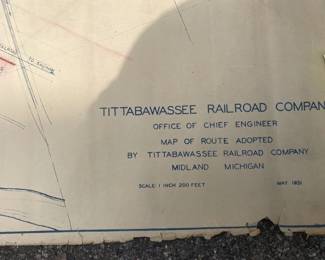 TITTABAWASSEE RAILROAD COMPAN
OFFICE OF CHIEF ENGINEER
MAP OF ROUTE ADOPTED
BY TITTABAWASSEE RAILROAD COMPANY
MIDLAND MICHIGAN
SCALE 1 INCH 200 FEET MAY 1931